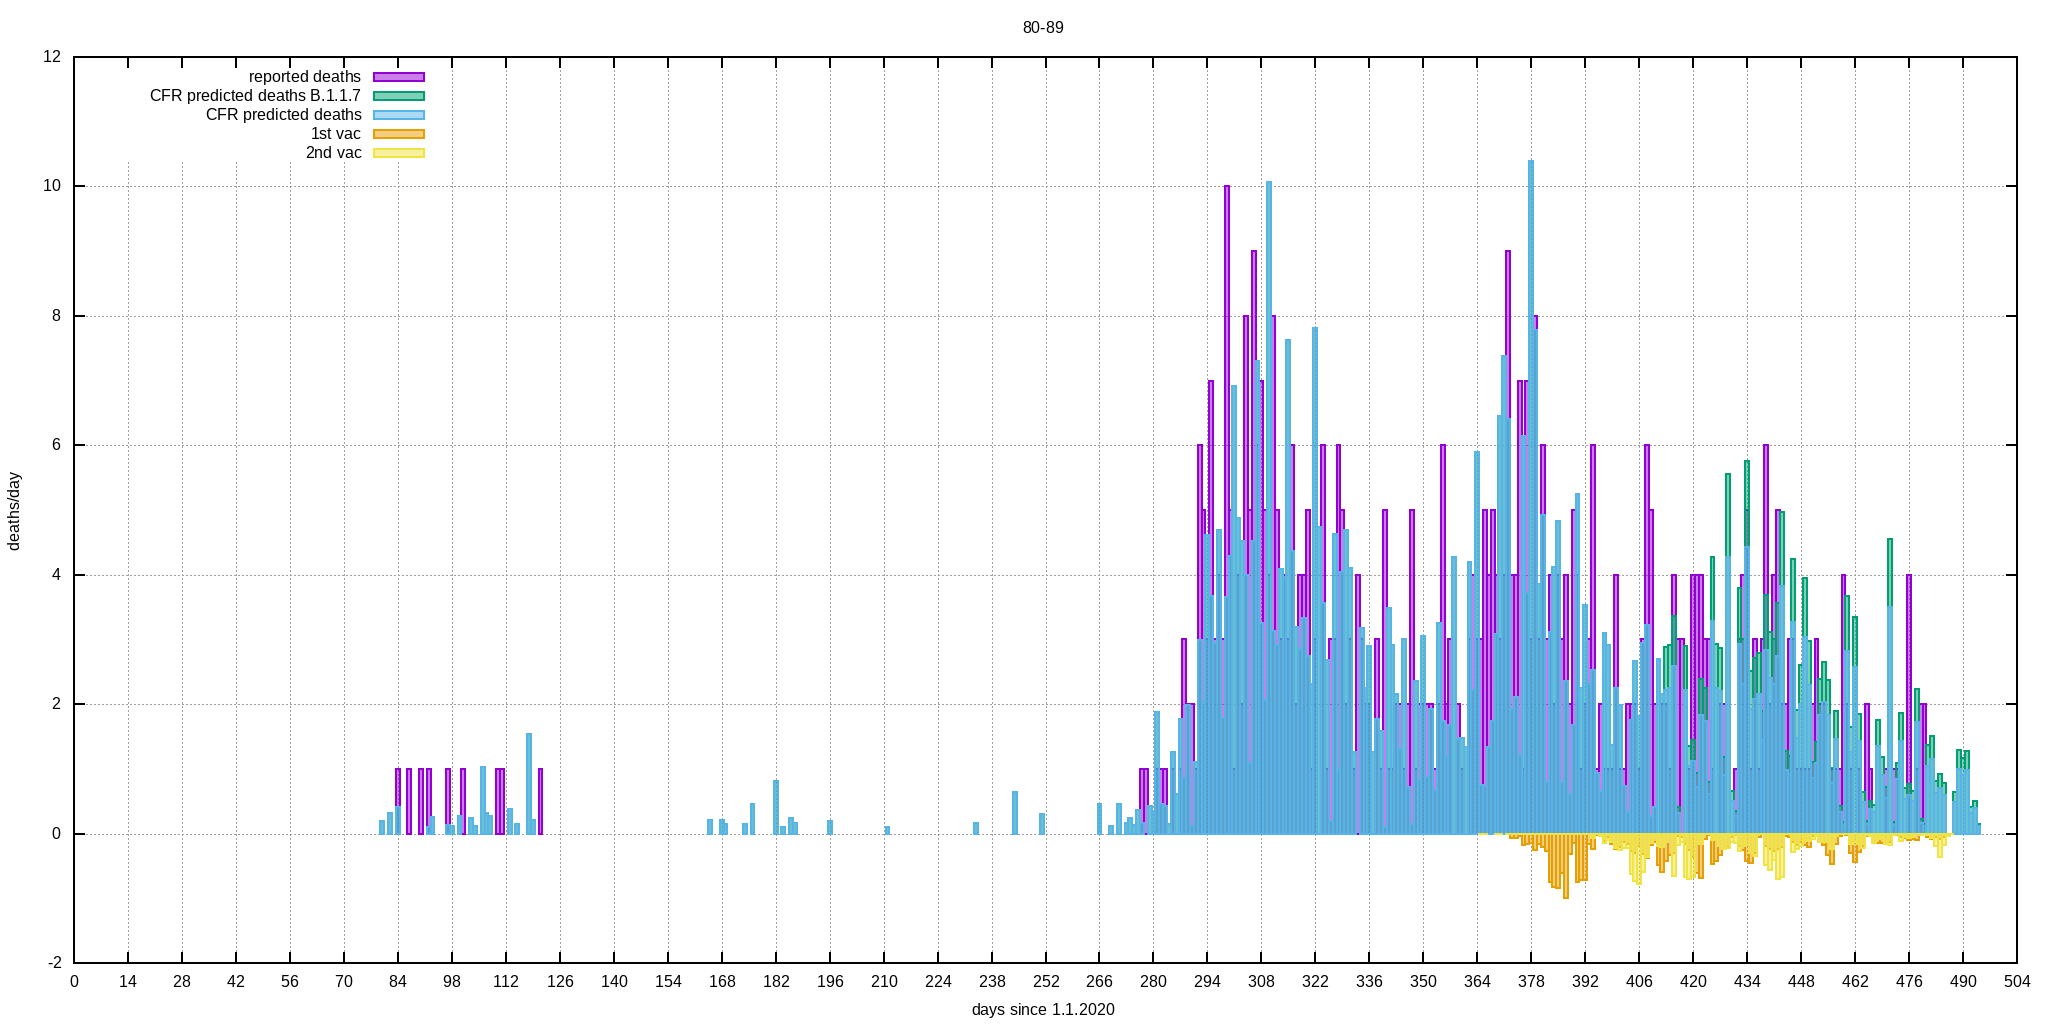 80-89
12
10
8
6
4
2
0
-2
deaths/day
reported deaths
CFR predicted deaths B.1.1.7
CFR predicted deaths
1st vac
2nd vac
0 14 28 42 56 70 84 98 112 126 140 154 168 182 196 210 224 238 252 266 280 294 308 322 336 350 364 378 392 406 420 434 448 462 476 490 504
days since 1.1.2020